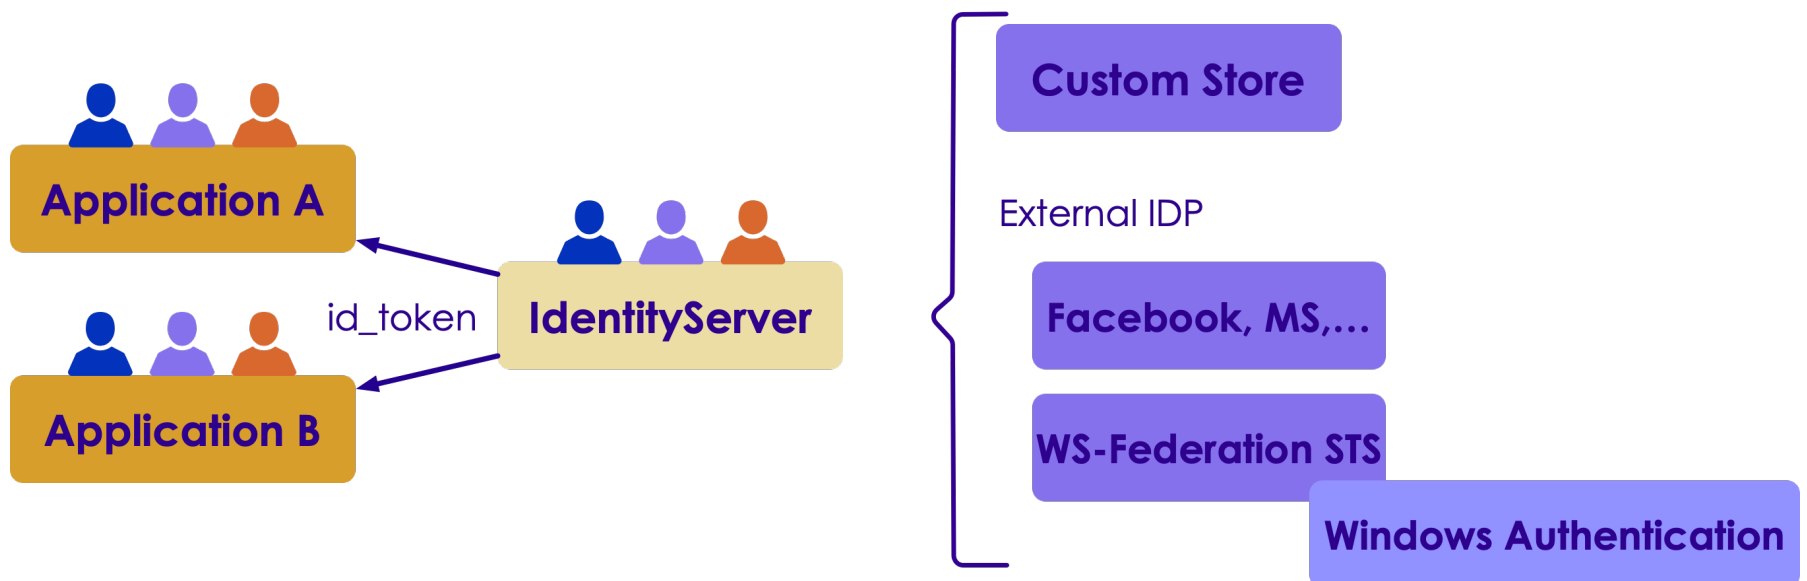 Application A
Application B
id_token
IdentityServer
Custom Store
External IDP
Facebook, MS,...
WS-Federation STS
Windows Authentication